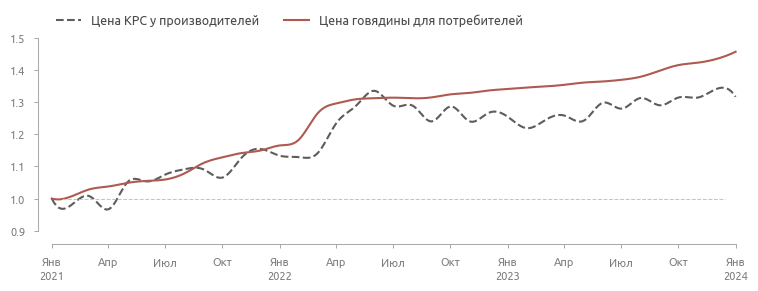 Цена КРС у производителей
Цена говядины для потребителей
1.5
1.4
1.3
1.2
1.1
1.0
0.9
Янв Апр Июл Окт Янв Апр Июл Окт Янв Апр Июл Окт Янв
2021 2022 2023 2024